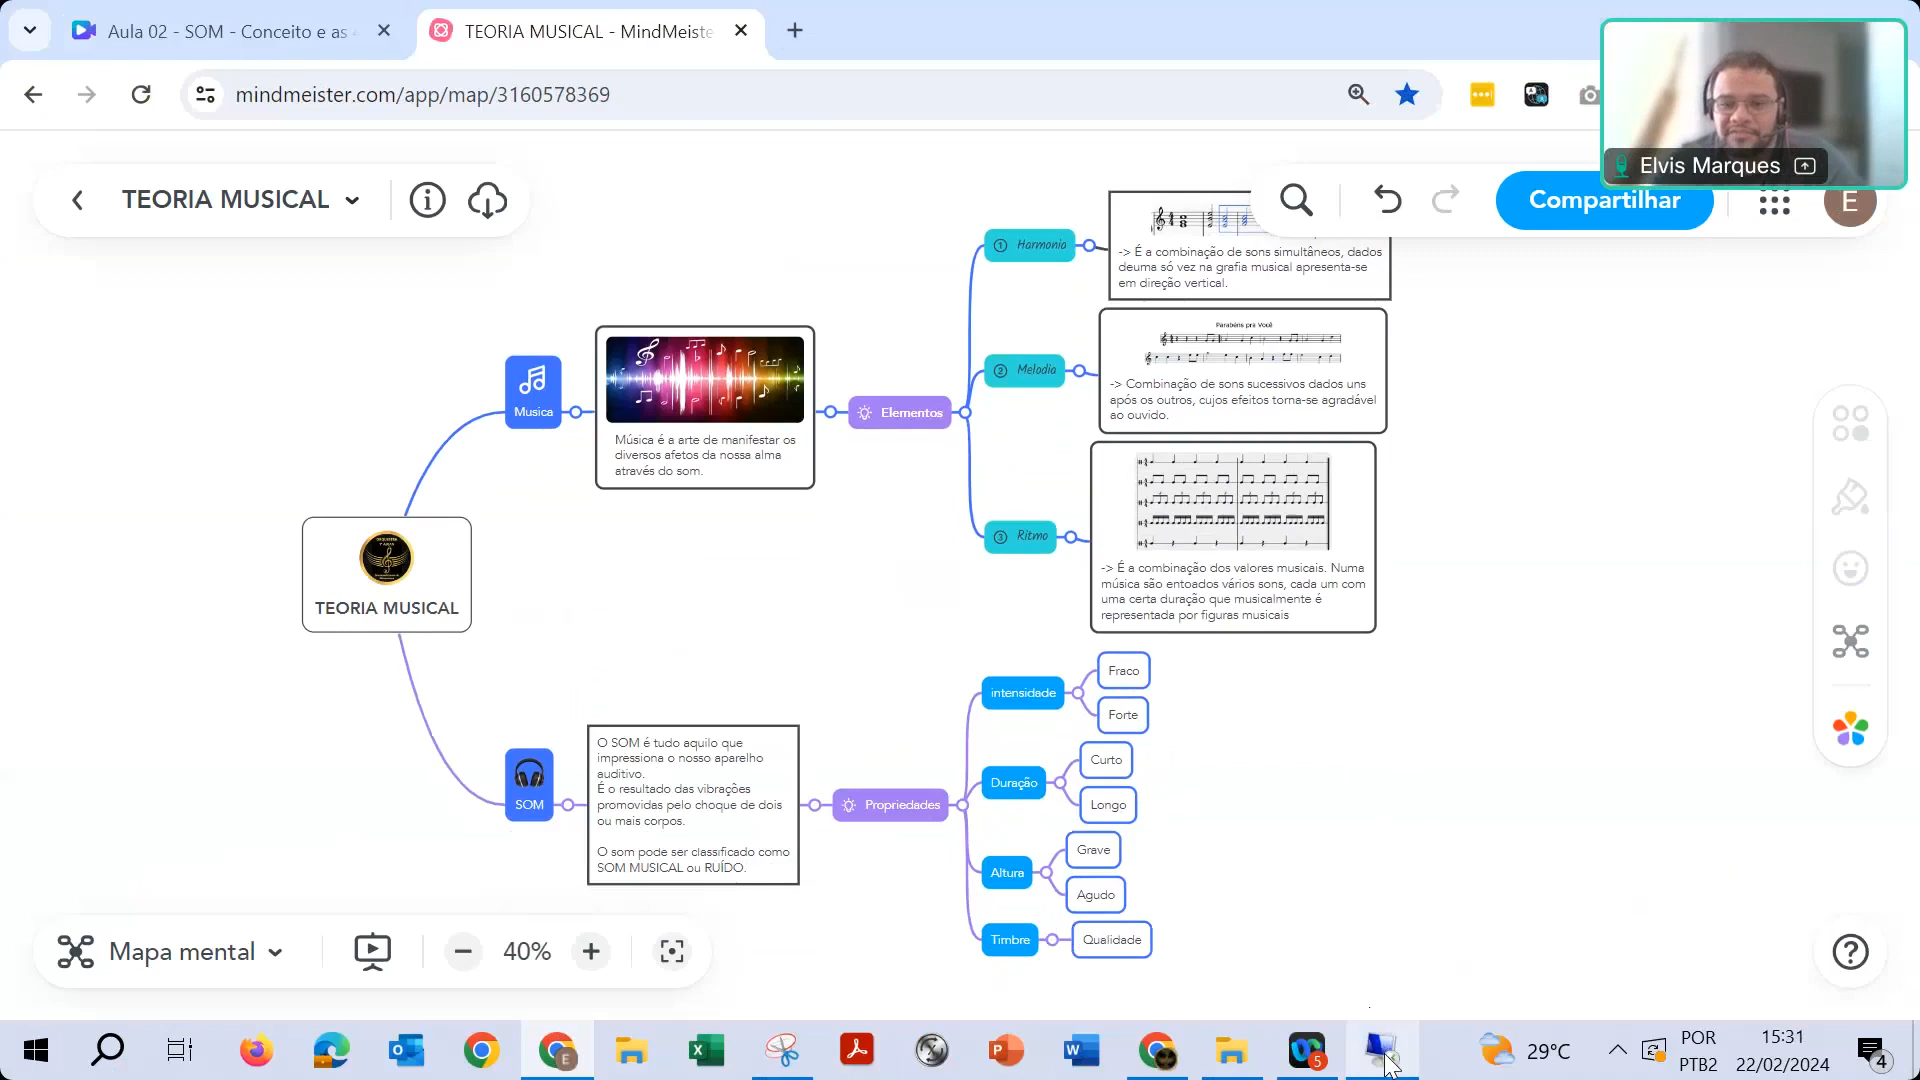 Aula 02 - SOM - Conceito e as
TEORIA MUSICAL - MindMeiste
mindmeister.com/app/map/3160578369
Elvis Marques
TEORIA MUSICAL
Compartilhar
E
1 Harmonia
-> É a combinação de sons simultâneos, dados
deuma só vez na grafia musical apresenta-se
em direção vertical.
Parabéns pra Você
2 Melodia
-> Combinação de sons sucessivos dados uns
após os outros, cujos efeitos torna-se agradável
ao ouvido.
Musica
Música é a arte de manifestar os
diversos afetos da nossa alma
através do som.
Elementos
3 Ritmo
-> É a combinação dos valores musicais. Numa
música são entoados vários sons, cada um com
uma certa duração que musicalmente é
representada por figuras musicais
TEORIA MUSICAL
SOM
O SOM é tudo aquilo que
impressiona o nosso aparelho
auditivo.
É o resultado das vibrações
promovidas pelo choque de dois
ou mais corpos.
O som pode ser classificado como
SOM MUSICAL ou RUÍDO.
Propriedades
intensidade
Fraco
Forte
Duração
Curto
Longo
Altura
Grave
Agudo
Timbre
Qualidade
Mapa mental
40%
E
5
29°C
POR
PTB2
15:31
22/02/2024
4